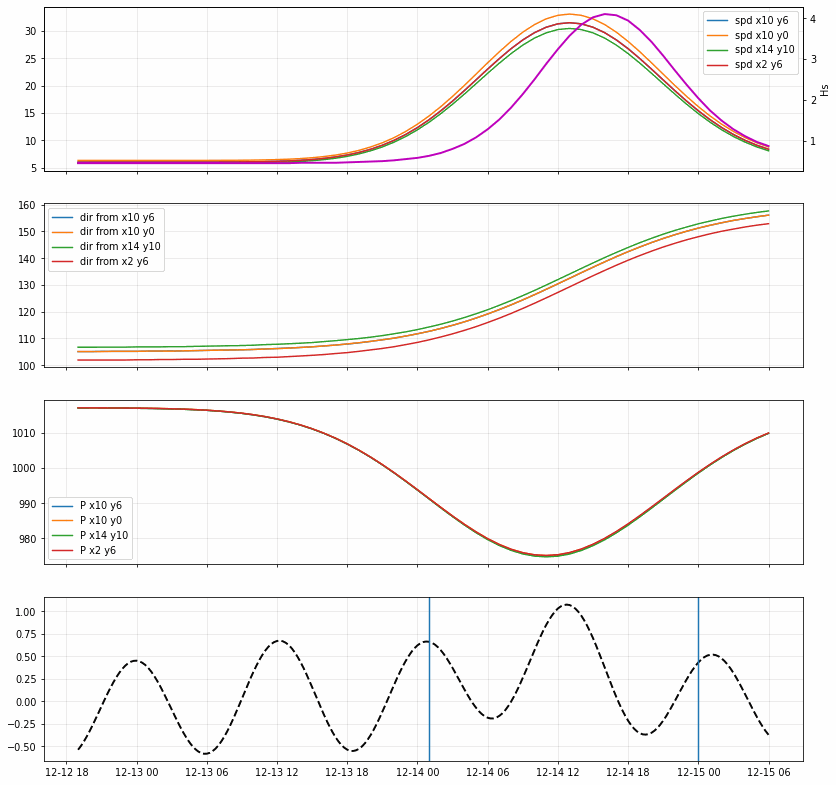 30
25
20
15
10
5
4
3
2
1
Hs
spd x10 y6
spd x10 y0
spd x14 y10
spd x2 y6
160
150
140
130
120
110
100
dir from x10 y6
dir from x10 y0
dir from x14 y10
dir from x2 y6
1010
1000
990
980
P x10 y6
P x10 y0
P x14 y10
P x2 y6
1.00
0.75
0.50
0.25
0.00
−0.25
−0.50
12-12 18 12-13 00 12-13 06 12-13 12 12-13 18 12-14 00 12-14 06 12-14 12 12-14 18 12-15 00 12-15 06